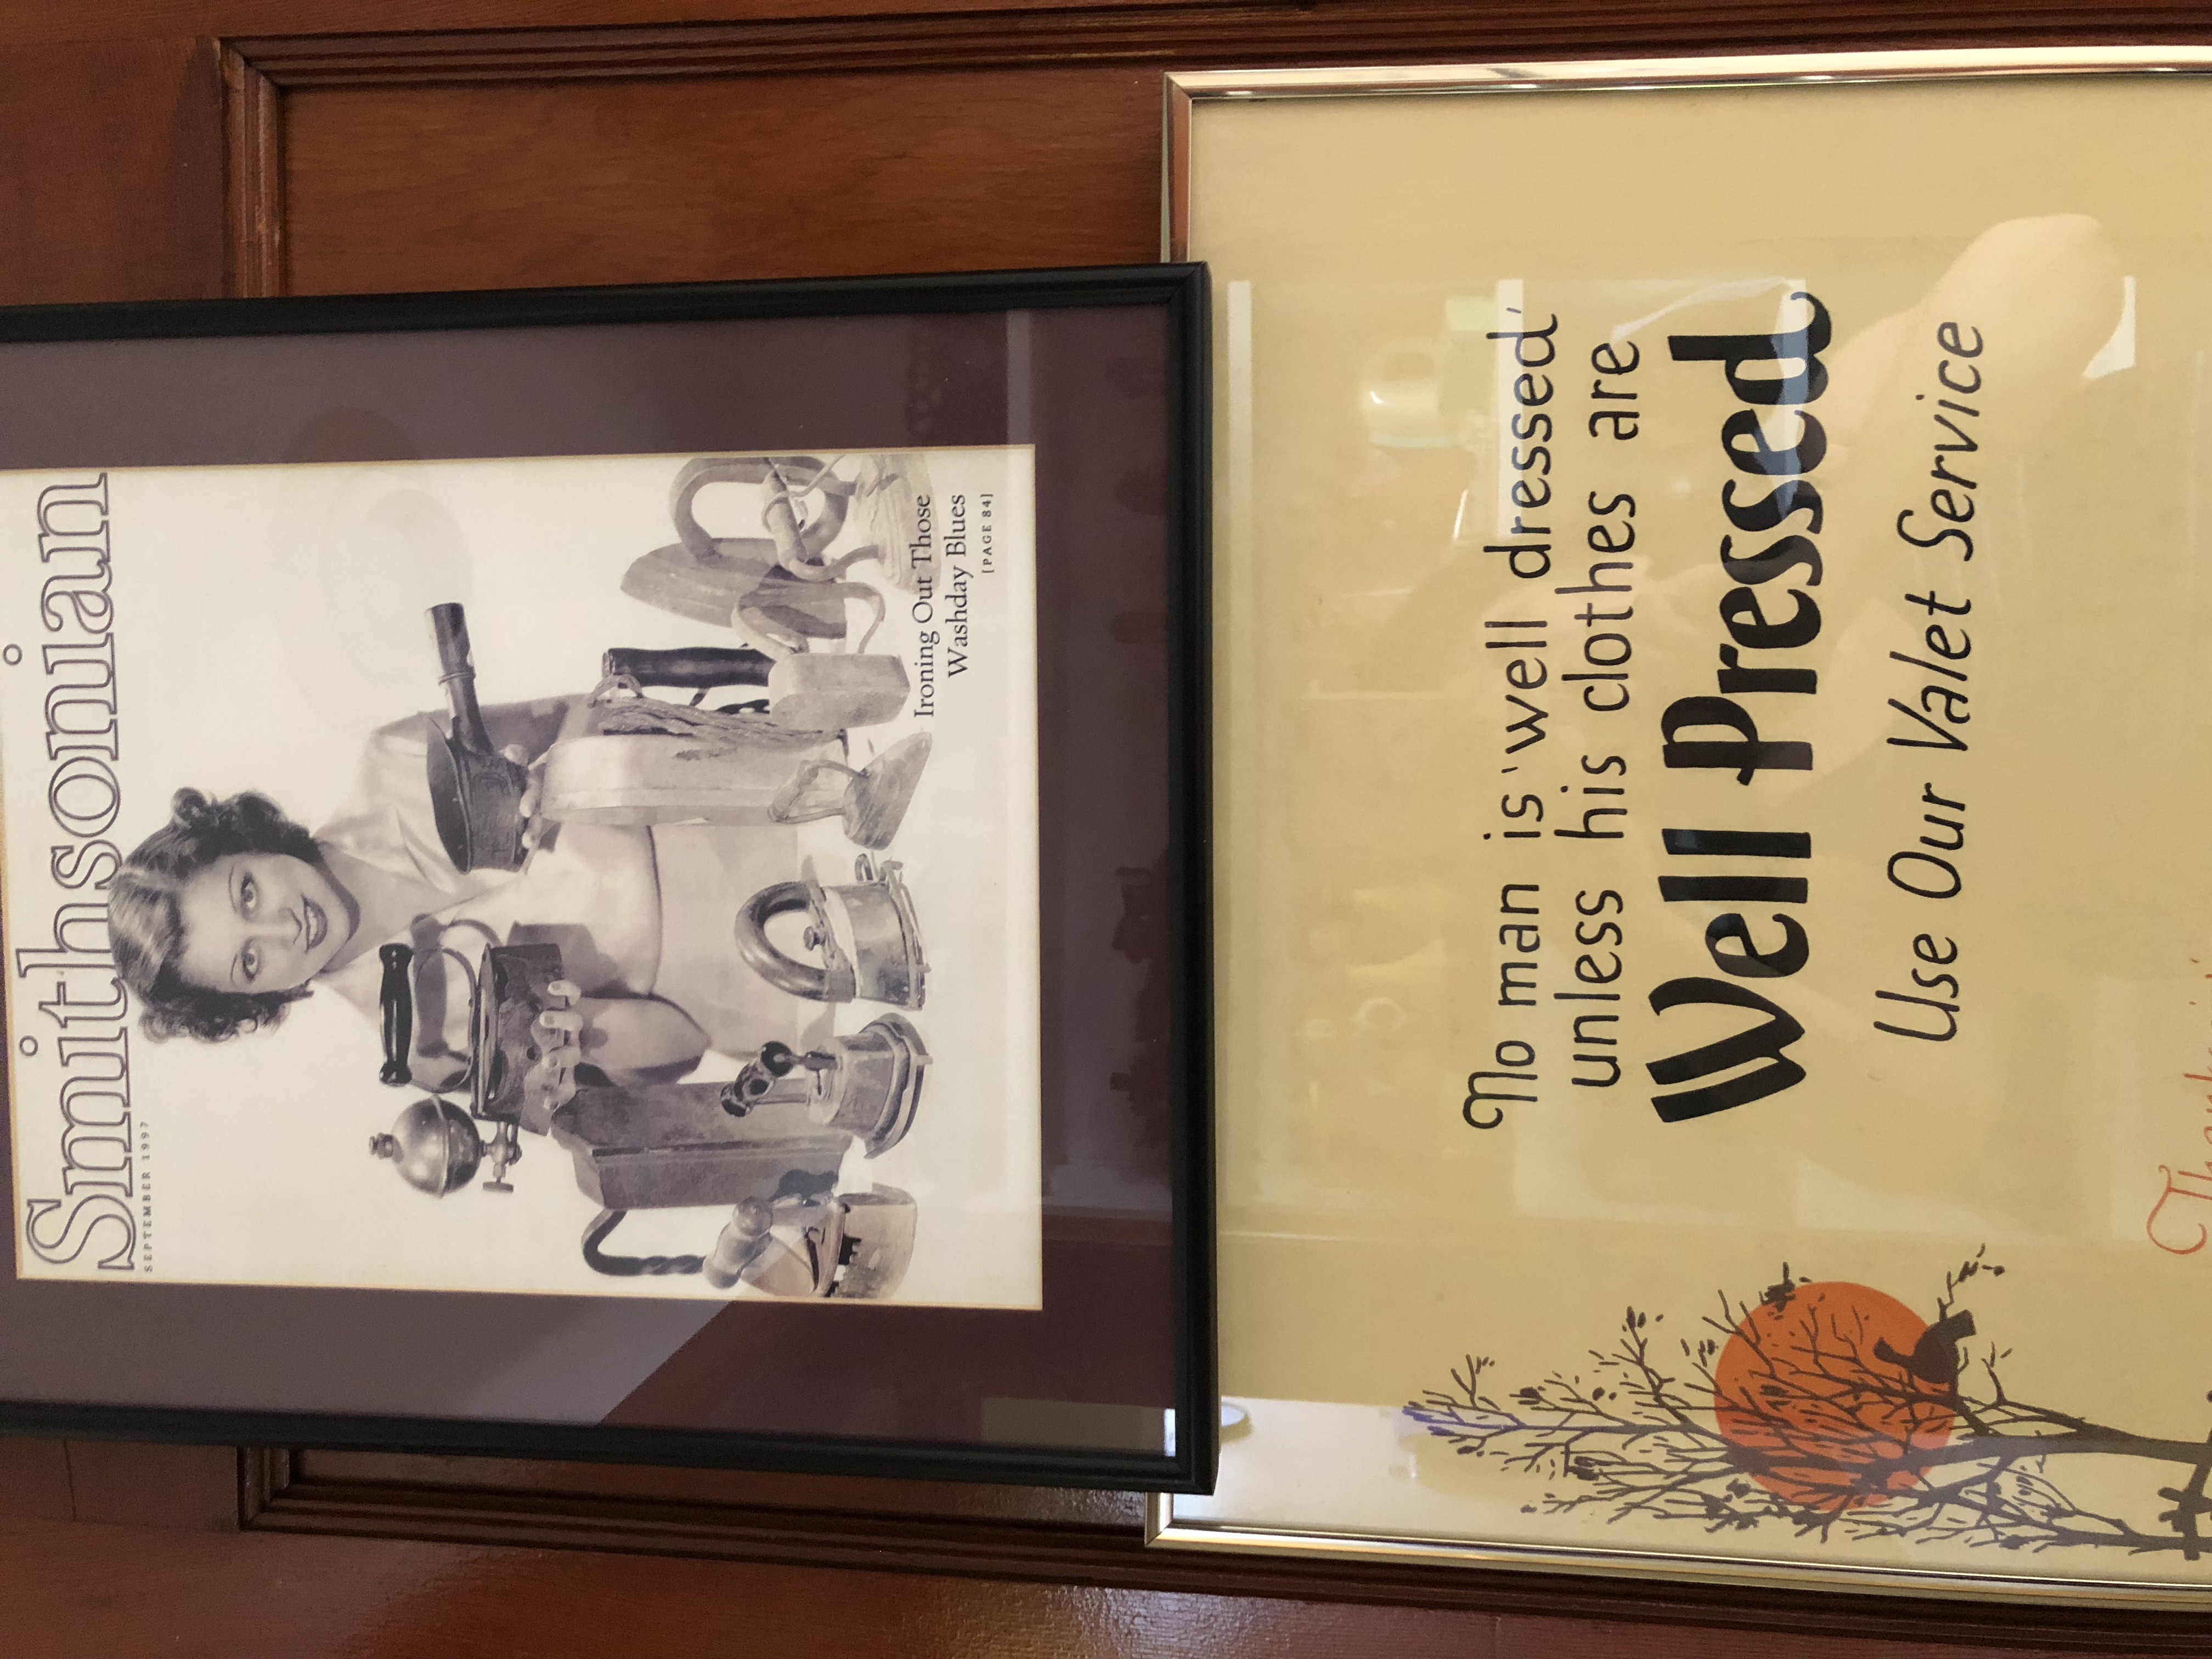 Smithsonian
SEPTEMBER 1997
Ironing Out Those
Washday Blues
[PAGE 84]
No man is 'well dressed'
unless his clothes are
Well Pressed
Use Our Valet Service